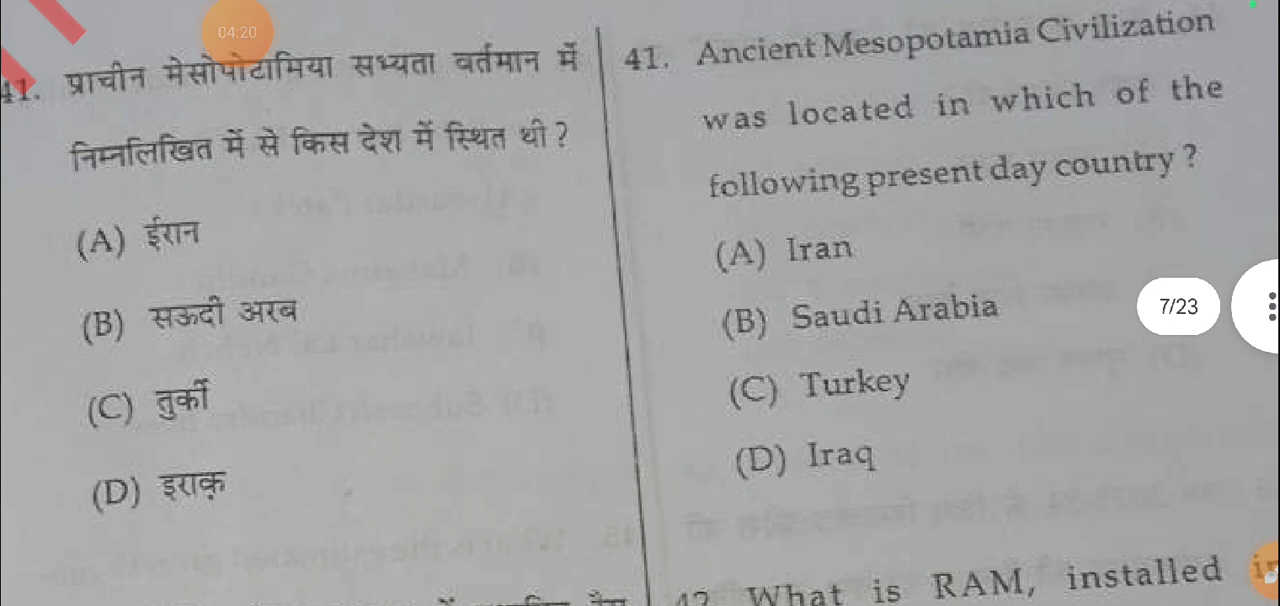 04:20
41. प्राचीन मेसोपोटामिया सभ्यता वर्तमान में
निम्नलिखित में से किस देश में स्थित थी ?
(A) ईरान
(B) सऊदी अरब
(C) तुर्की
(D) इराक़
41. Ancient Mesopotamia Civilization
was located in which of the
following present day country ?
(A) Iran
(B) Saudi Arabia
(C) Turkey
(D) Iraq
7/23
What is RAM, installed